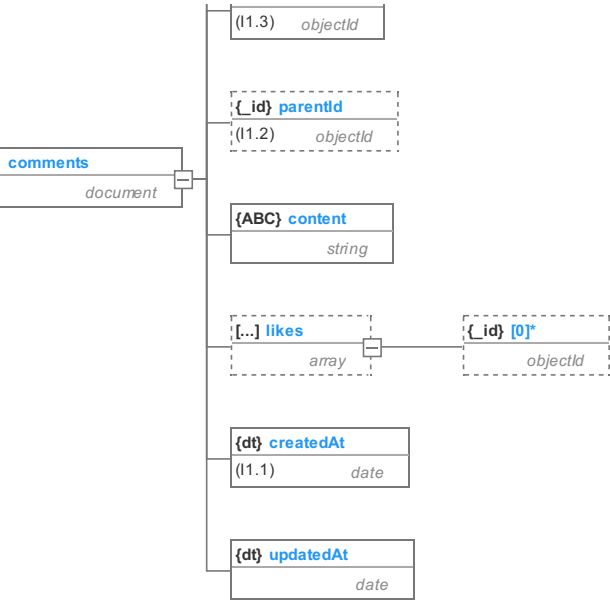 (I1.3) objectId
{_id} parentId
(I1.2) objectId
comments
document
{ABC} content
string
[...] likes
array
{_id} [0]*
objectId
{dt} createdAt
(I1.1) date
{dt} updatedAt
date